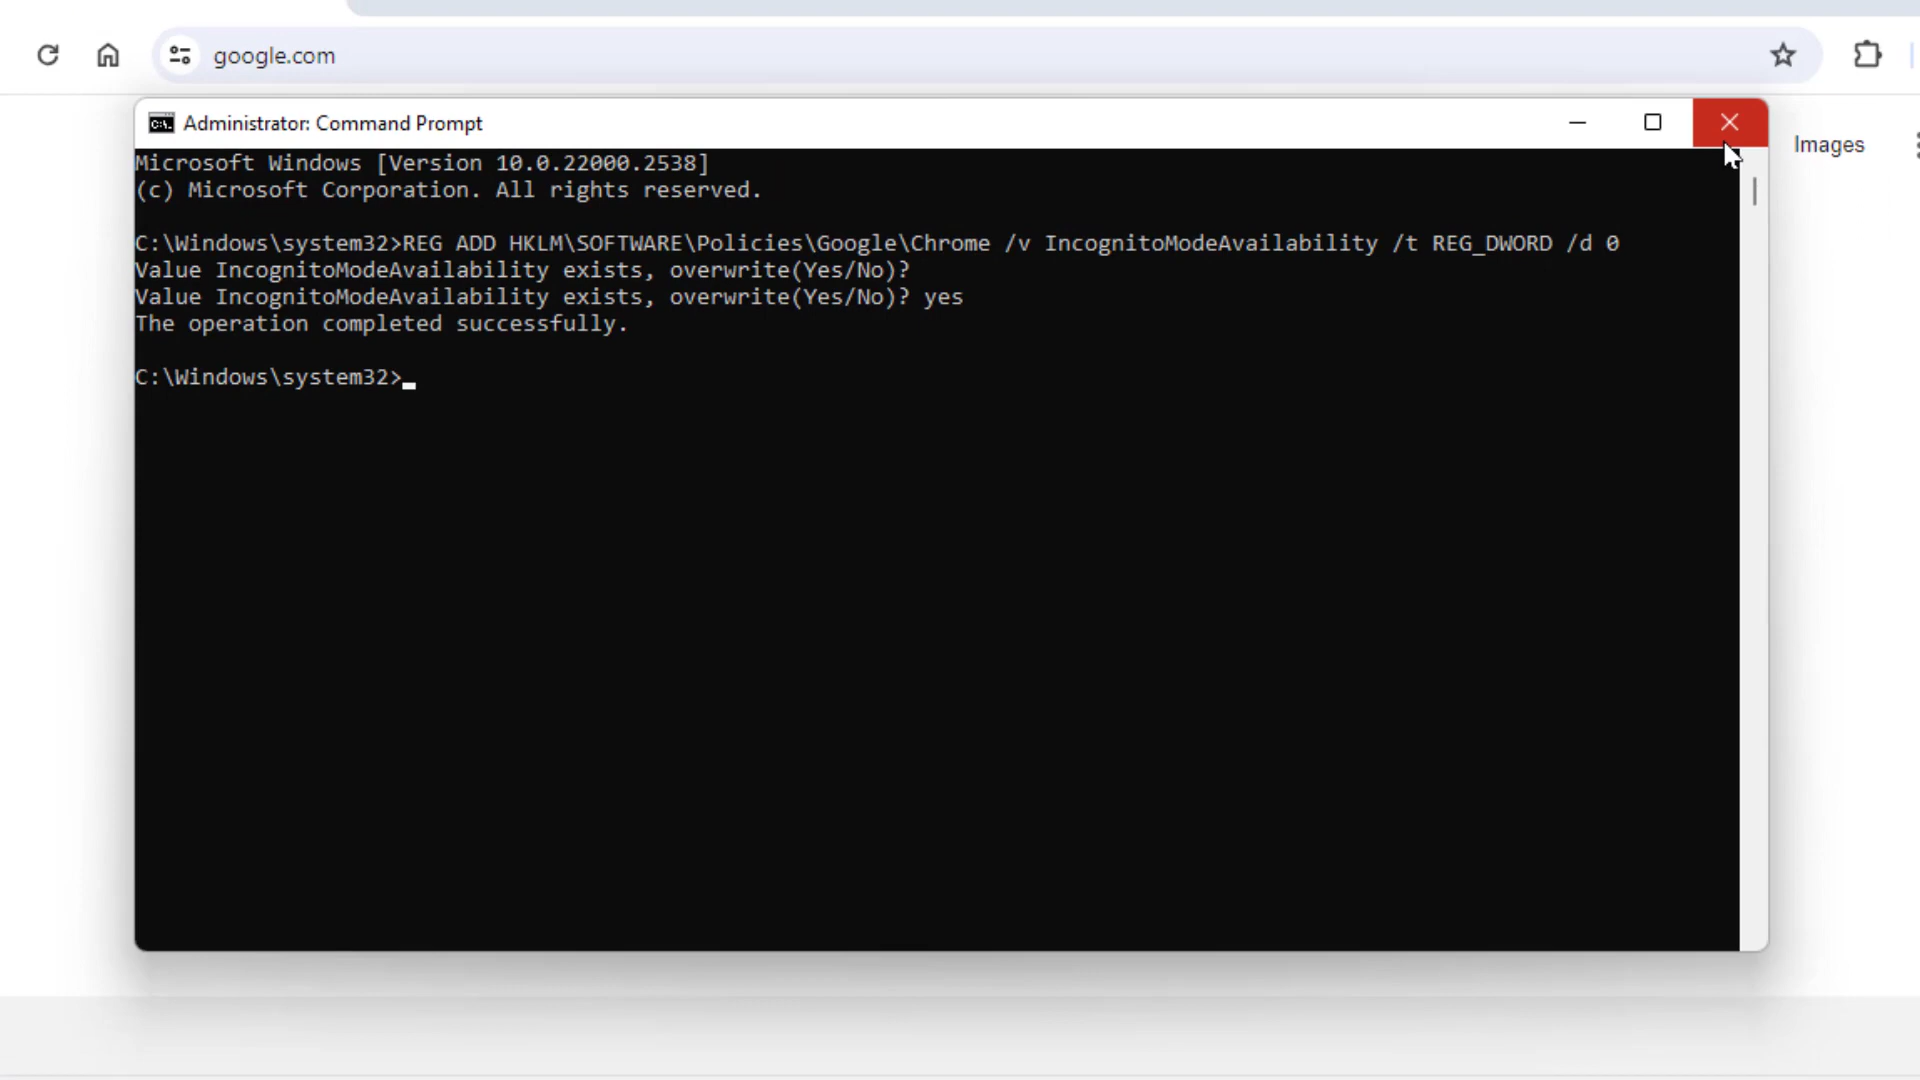 google.com
Administrator: Command Prompt
Images
Microsoft Windows [Version 10.0.22000.2538]
(c) Microsoft Corporation. All rights reserved.
C:\Windows\system32>REG ADD HKLM\SOFTWARE\Policies\Google\Chrome /v IncognitoModeAvailability /t REG_DWORD /d 0
Value IncognitoModeAvailability exists, overwrite(Yes/No)?
Value IncognitoModeAvailability exists, overwrite(Yes/No)? yes
The operation completed successfully.
C:\Windows\system32>